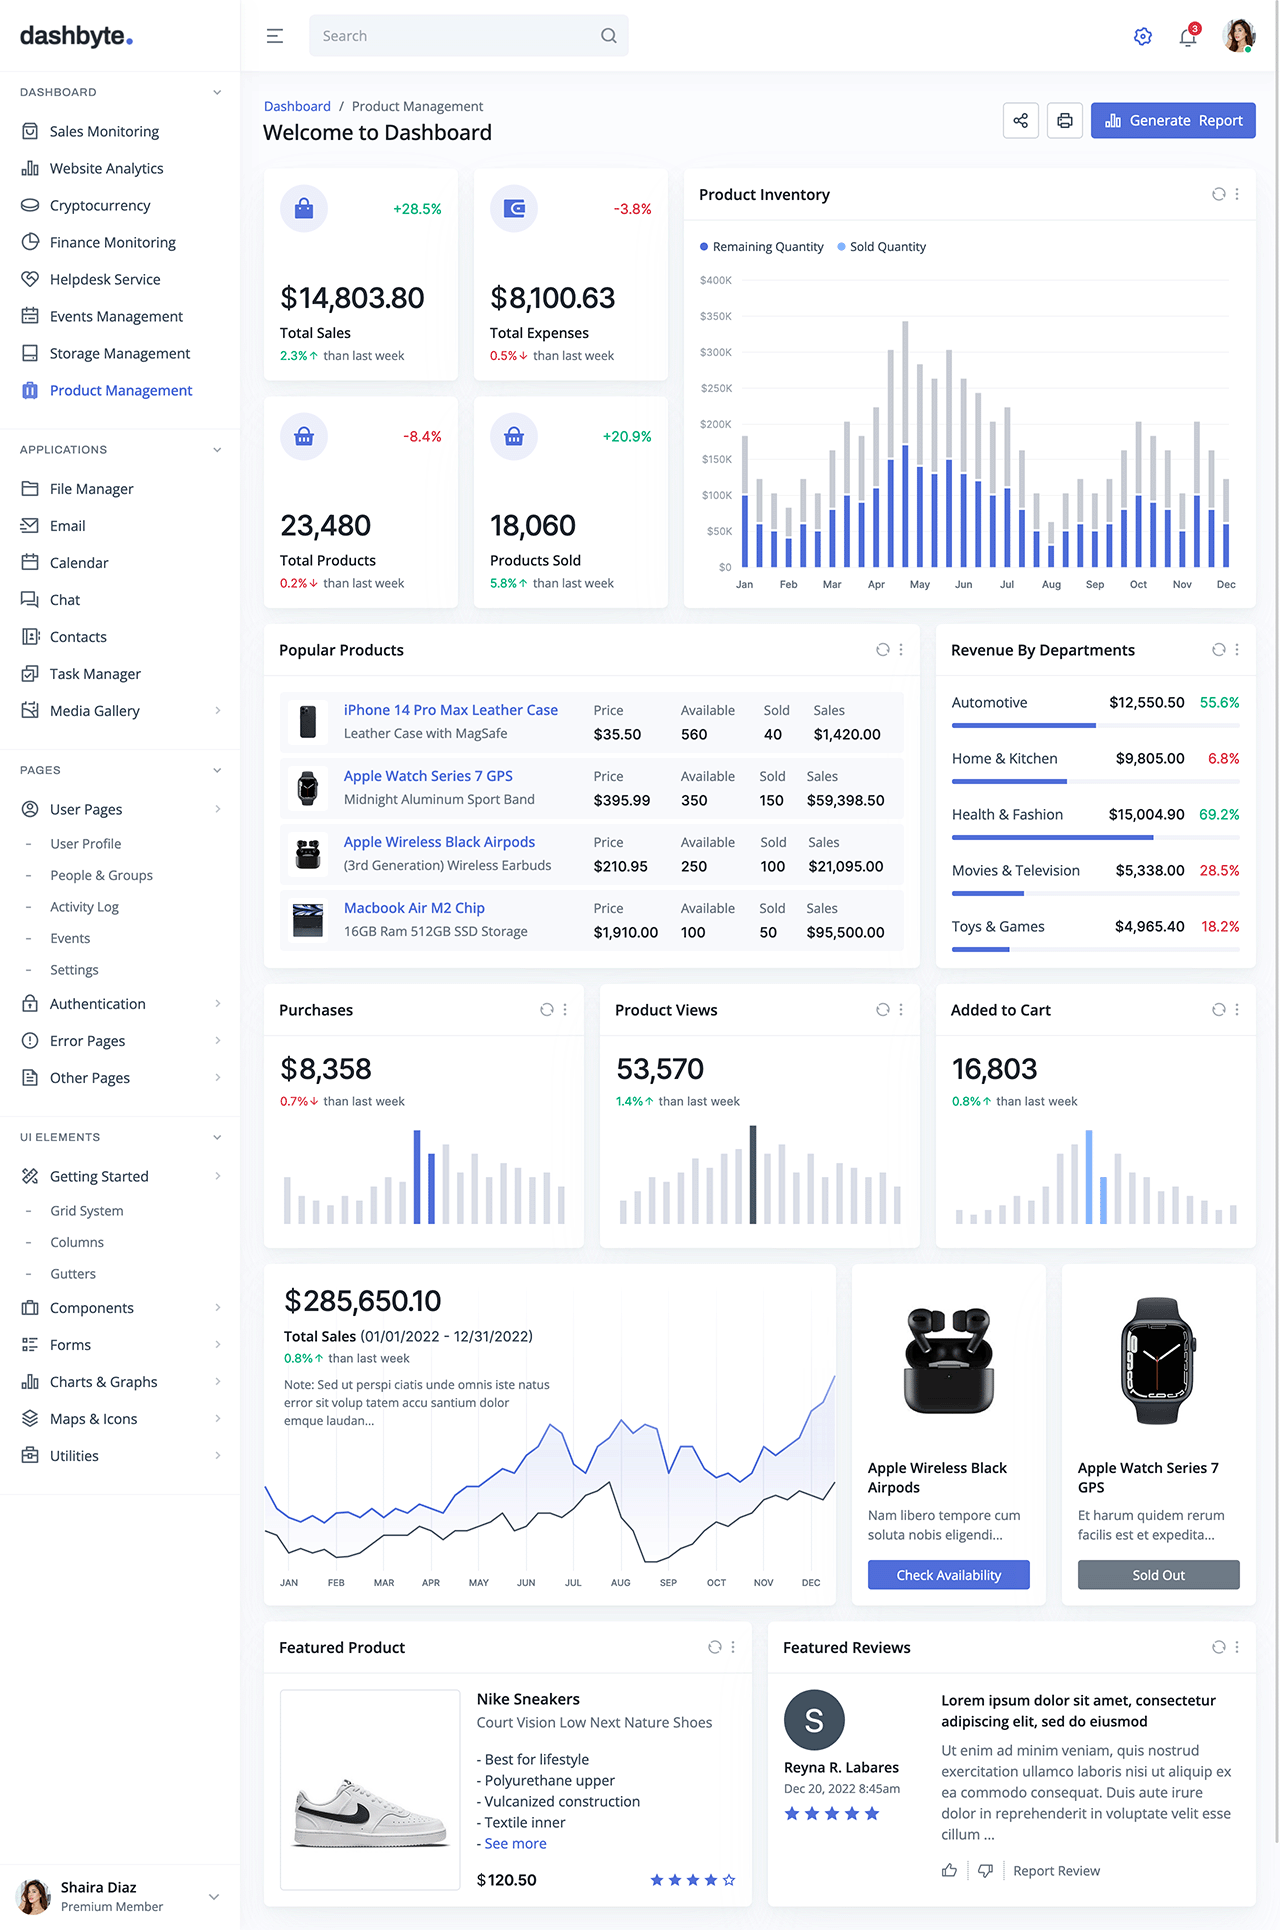 dashbyte.
DASHBOARD
Sales Monitoring
Website Analytics
Cryptocurrency
Finance Monitoring
Helpdesk Service
Events Management
Storage Management
Product Management
APPLICATIONS
File Manager
Email
Calendar
Chat
Contacts
Task Manager
Media Gallery
PAGES
User Pages
- User Profile
- People & Groups
- Activity Log
- Events
- Settings
Authentication
Error Pages
Other Pages
UI ELEMENTS
Getting Started
- Grid System
- Columns
- Gutters
Components
Forms
Charts & Graphs
Maps & Icons
Utilities
Shaira Diaz
Premium Member
Search
3
Dashboard / Product Management
Welcome to Dashboard
Generate Report
+28.5%
$14,803.80
Total Sales
2.3%↑ than last week
-3.8%
$8,100.63
Total Expenses
0.5%↓ than last week
-8.4%
23,480
Total Products
0.2%↓ than last week
+20.9%
18,060
Products Sold
5.8%↑ than last week
Product Inventory
Remaining Quantity Sold Quantity
$400K
$350K
$300K
$250K
$200K
$150K
$100K
$50K
$0
Jan Feb Mar Apr May Jun Jul Aug Sep Oct Nov Dec
Popular Products
iPhone 14 Pro Max Leather Case Price Available Sold Sales
Leather Case with MagSafe $35.50 560 40 $1,420.00
Apple Watch Series 7 GPS Price Available Sold Sales
Midnight Aluminum Sport Band $395.99 350 150 $59,398.50
Apple Wireless Black Airpods Price Available Sold Sales
(3rd Generation) Wireless Earbuds $210.95 250 100 $21,095.00
Macbook Air M2 Chip Price Available Sold Sales
16GB Ram 512GB SSD Storage $1,910.00 100 50 $95,500.00
Revenue By Departments
Automotive $12,550.50 55.6%
Home & Kitchen $9,805.00 6.8%
Health & Fashion $15,004.90 69.2%
Movies & Television $5,338.00 28.5%
Toys & Games $4,965.40 18.2%
Purchases
$8,358
0.7%↓ than last week
Product Views
53,570
1.4%↑ than last week
Added to Cart
16,803
0.8%↑ than last week
$285,650.10
Total Sales (01/01/2022 - 12/31/2022)
0.8%↑ than last week
Note: Sed ut perspi ciatis unde omnis iste natus
error sit volup tatem accu santium dolor
emque laudan...
JAN FEB MAR APR MAY JUN JUL AUG SEP OCT NOV DEC
Apple Wireless Black
Airpods
Nam libero tempore cum
soluta nobis eligendi...
Check Availability
Apple Watch Series 7
GPS
Et harum quidem rerum
facilis est et expedita...
Sold Out
Featured Product
Nike Sneakers
Court Vision Low Next Nature Shoes
- Best for lifestyle
- Polyurethane upper
- Vulcanized construction
- Textile inner
- See more
$120.50
Featured Reviews
S
Reyna R. Labares
Dec 20, 2022 8:45am
Lorem ipsum dolor sit amet, consectetur
adipiscing elit, sed do eiusmod
Ut enim ad minim veniam, quis nostrud
exercitation ullamco laboris nisi ut aliquip ex
ea commodo consequat. Duis aute irure
dolor in reprehenderit in voluptate velit esse
cillum ...
Report Review